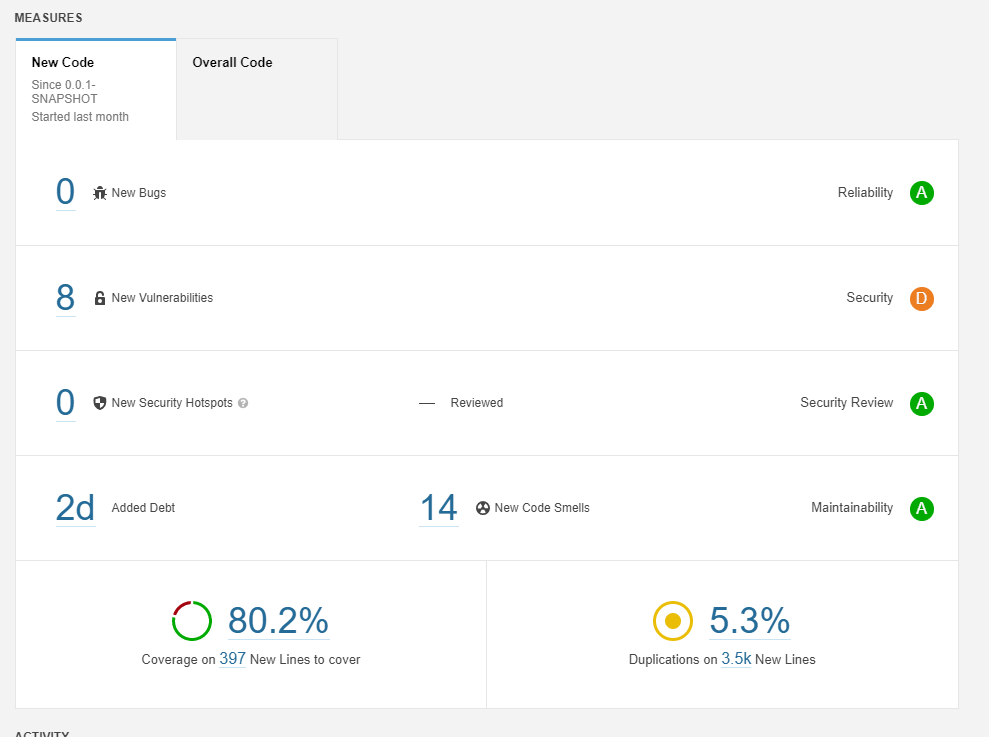 MEASURES
New Code
Overall Code
Since 0.0.1-
SNAPSHOT
Started last month
0 New Bugs
Reliability A
8 New Vulnerabilities
Security D
0 New Security Hotspots ?
— Reviewed
Security Review A
2d Added Debt
14 New Code Smells
Maintainability A
80.2%
Coverage on 397 New Lines to cover
5.3%
Duplications on 3.5k New Lines
ACTIVITY